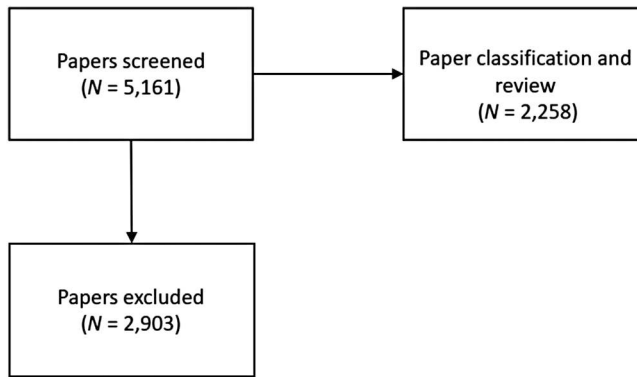 Papers screened
(N = 5,161)
Paper classification and
review
(N = 2,258)
Papers excluded
(N = 2,903)